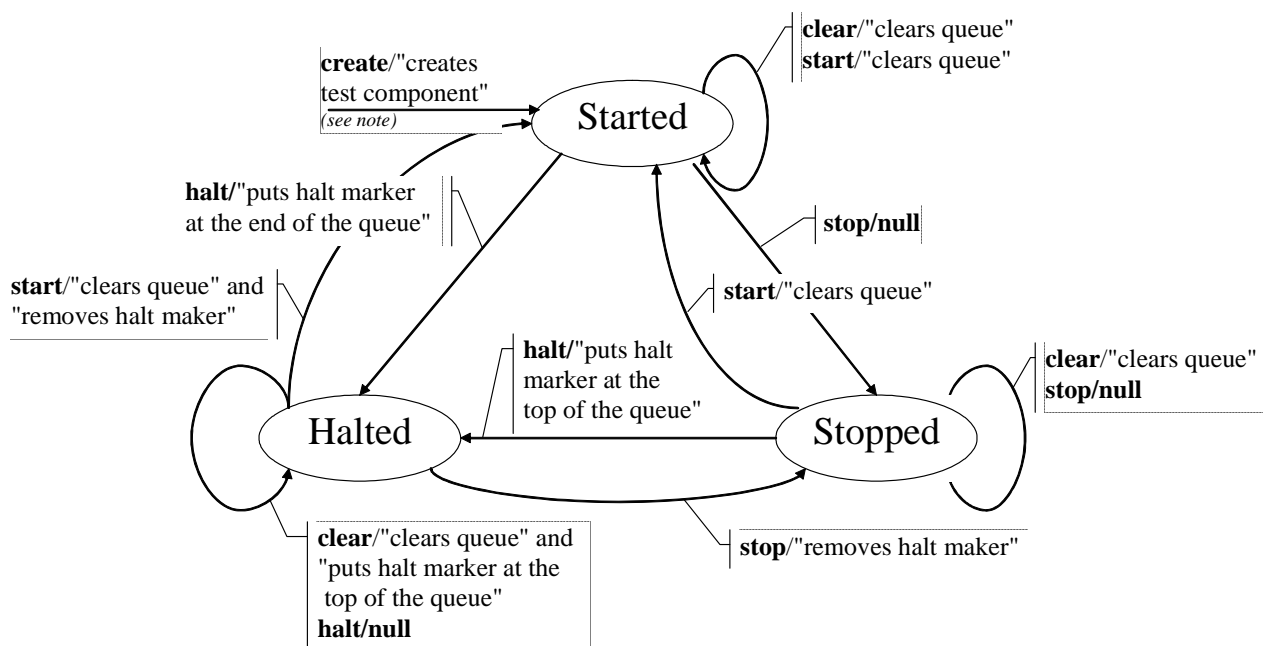 clear/"clears queue"
start/"clears queue"
create/"creates
test component"
(see note)
Started
halt/"puts halt marker
at the end of the queue"
stop/null
start/"clears queue" and
"removes halt maker"
start/"clears queue"
halt/"puts halt
marker at the
top of the queue"
clear/"clears queue"
stop/null
Halted
Stopped
clear/"clears queue" and
"puts halt marker at the
top of the queue"
halt/null
stop/"removes halt maker"